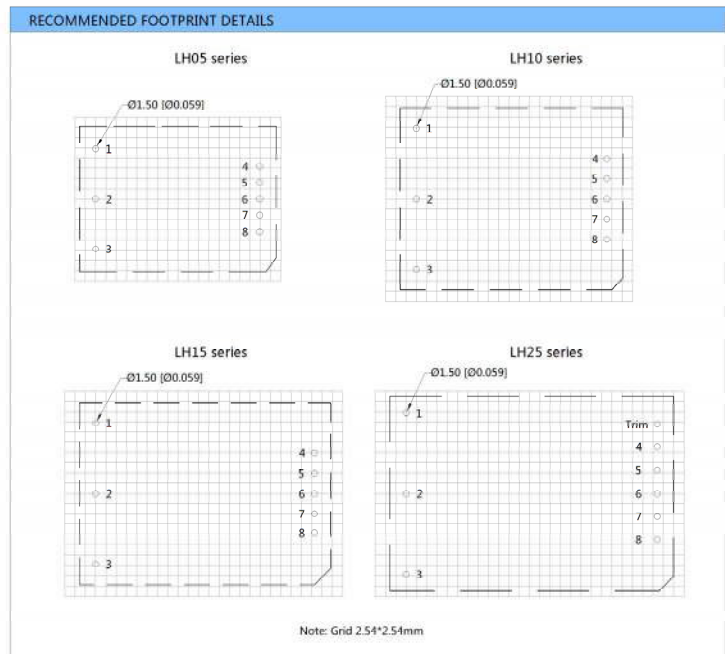 RECOMMENDED FOOTPRINT DETAILS
LH05 series
Ø1.50 [Ø0.059]
1
2
3
4
5
6
7
8
LH10 series
Ø1.50 [Ø0.059]
1
2
3
4
5
6
7
8
LH15 series
Ø1.50 [Ø0.059]
1
2
3
4
5
6
7
8
LH25 series
Ø1.50 [Ø0.059]
1
2
3
Trim
4
5
6
7
8
Note: Grid 2.54*2.54mm